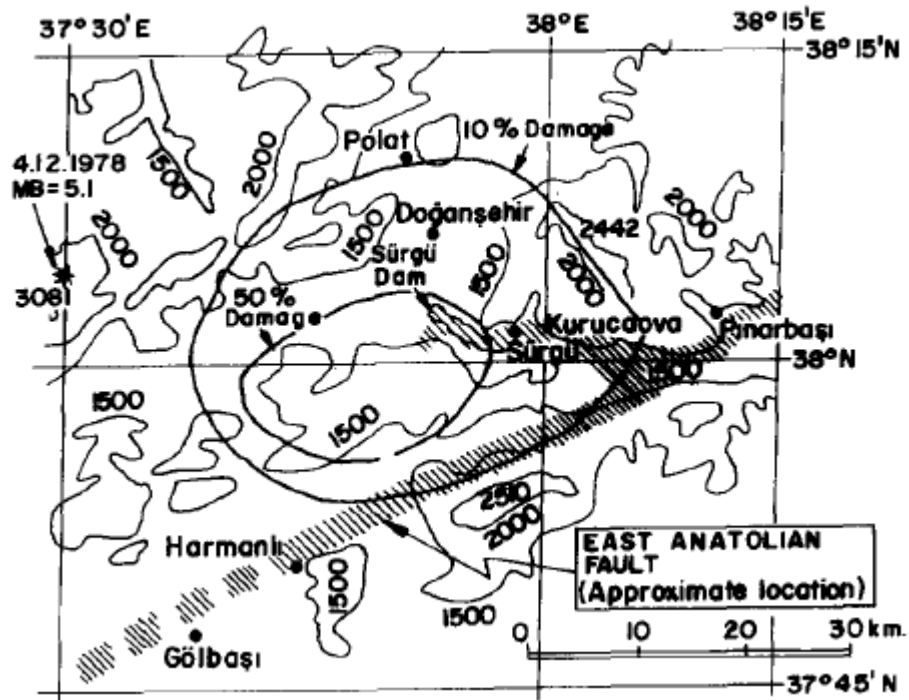 37°30'E
38°E
38°15'E
38°15'N
10% Damage
Polat
4.12.1978
MB=5.1
1500
2000
2000
Doğanşehir
1500
2442
2000
Sürgü
Dam
1500
2000
3081
50%
Damage
Kurucaova
Pınarbaşı
Sürgü
38°N
1500
1500
1500
2510
2000
Harmanlı
EAST ANATOLIAN
FAULT
(Approximate location)
1500
1500
0 10 20 30 km.
Gölbaşı
37°45'N